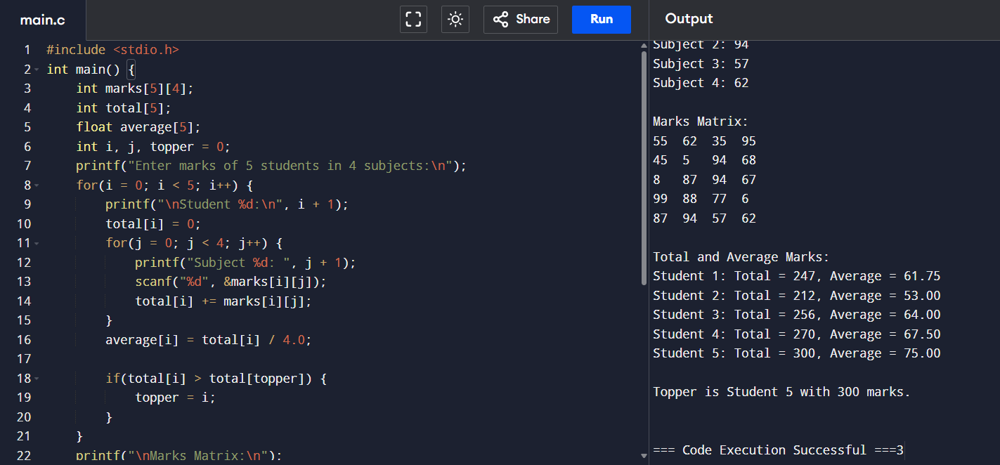 main.c
Share
Run
Output
1 #include <stdio.h>
2 int main() {
3     int marks[5][4];
4     int total[5];
5     float average[5];
6     int i, j, topper = 0;
7     printf("Enter marks of 5 students in 4 subjects:\n");
8     for(i = 0; i < 5; i++) {
9         printf("\nStudent %d:\n", i + 1);
10         total[i] = 0;
11         for(j = 0; j < 4; j++) {
12             printf("Subject %d: ", j + 1);
13             scanf("%d", &marks[i][j]);
14             total[i] += marks[i][j];
15         }
16         average[i] = total[i] / 4.0;
17
18         if(total[i] > total[topper]) {
19             topper = i;
20         }
21     }
22     printf("\nMarks Matrix:\n");
Subject 2: 94
Subject 3: 57
Subject 4: 62
Marks Matrix:
55  62  35  95
45  5   94  68
8   87  94  67
99  88  77  6
87  94  57  62
Total and Average Marks:
Student 1: Total = 247, Average = 61.75
Student 2: Total = 212, Average = 53.00
Student 3: Total = 256, Average = 64.00
Student 4: Total = 270, Average = 67.50
Student 5: Total = 300, Average = 75.00
Topper is Student 5 with 300 marks.
=== Code Execution Successful ===3